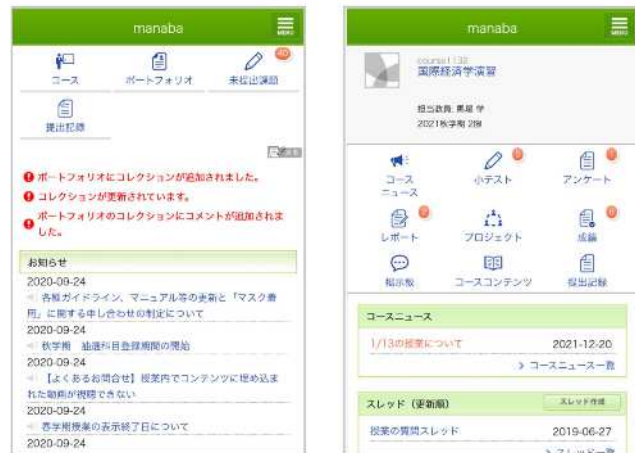 manaba
MENU
コース
ポートフォリオ
未提出課題
40
提出記録
ポートフォリオにコレクションが追加されました。
コレクションが更新されています。
ポートフォリオのコレクションにコメントが追加されま
した。
お知らせ
2020-09-24
各種ガイドライン、マニュアル等の更新と「マスク着
用」に関する申し合わせの制定について
2020-09-24
秋学期 抽選科目登録期間の開始
2020-09-24
【よくあるお問合せ】授業内でコンテンツに埋め込ま
れた動画が視聴できない
2020-09-24
春学期授業の表示終了日について
2020-09-24
manaba
MENU
国際経済学演習
担当教員:
2021秋学期 2限
コース
ニュース
小テスト
アンケート
レポート
プロジェクト
成績
掲示板
コースコンテンツ
提出記録
コースニュース
1/13の授業について
2021-12-20
コースニュース一覧
スレッド (更新順)
スレッド作成
授業の質問スレッド
2019-06-27
スレッド一覧